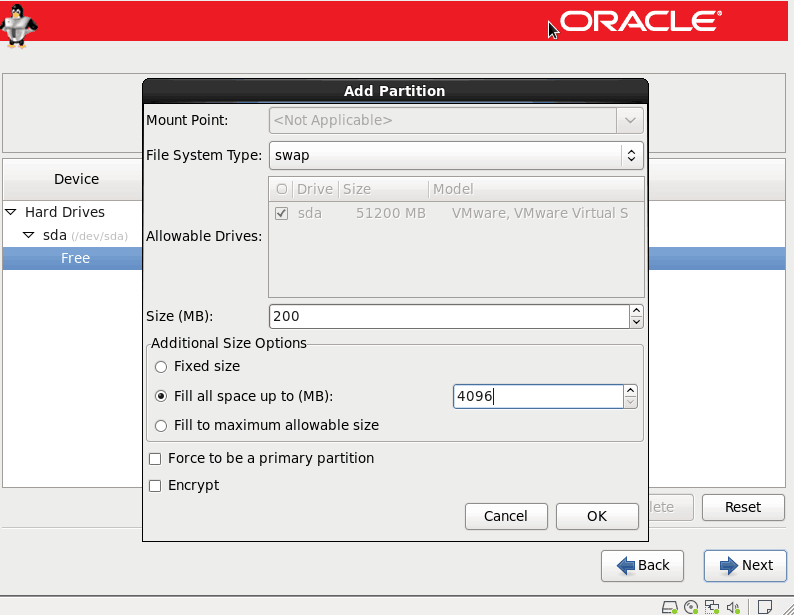 ORACLE®
Add Partition
Mount Point: <Not Applicable>
File System Type: swap
Device
Drive Size Model
sda 51200 MB VMware, VMware Virtual S
Hard Drives
sda (/dev/sda)
Free
Allowable Drives:
Size (MB): 200
Additional Size Options
Fixed size
Fill all space up to (MB): 4096
Fill to maximum allowable size
Force to be a primary partition
Encrypt
Reset
Cancel OK
Back Next